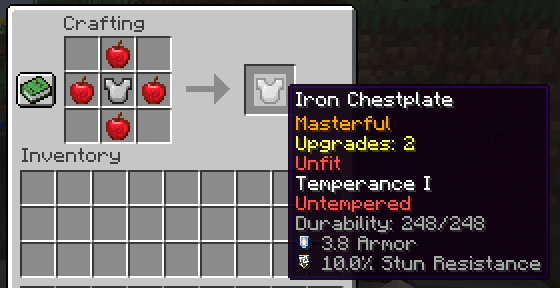 Crafting
Iron Chestplate
Masterful
Upgrades: 2
Unfit
Temperance I
Untempered
Durability: 248/248
3.8 Armor
10.0% Stun Resistance
Inventory